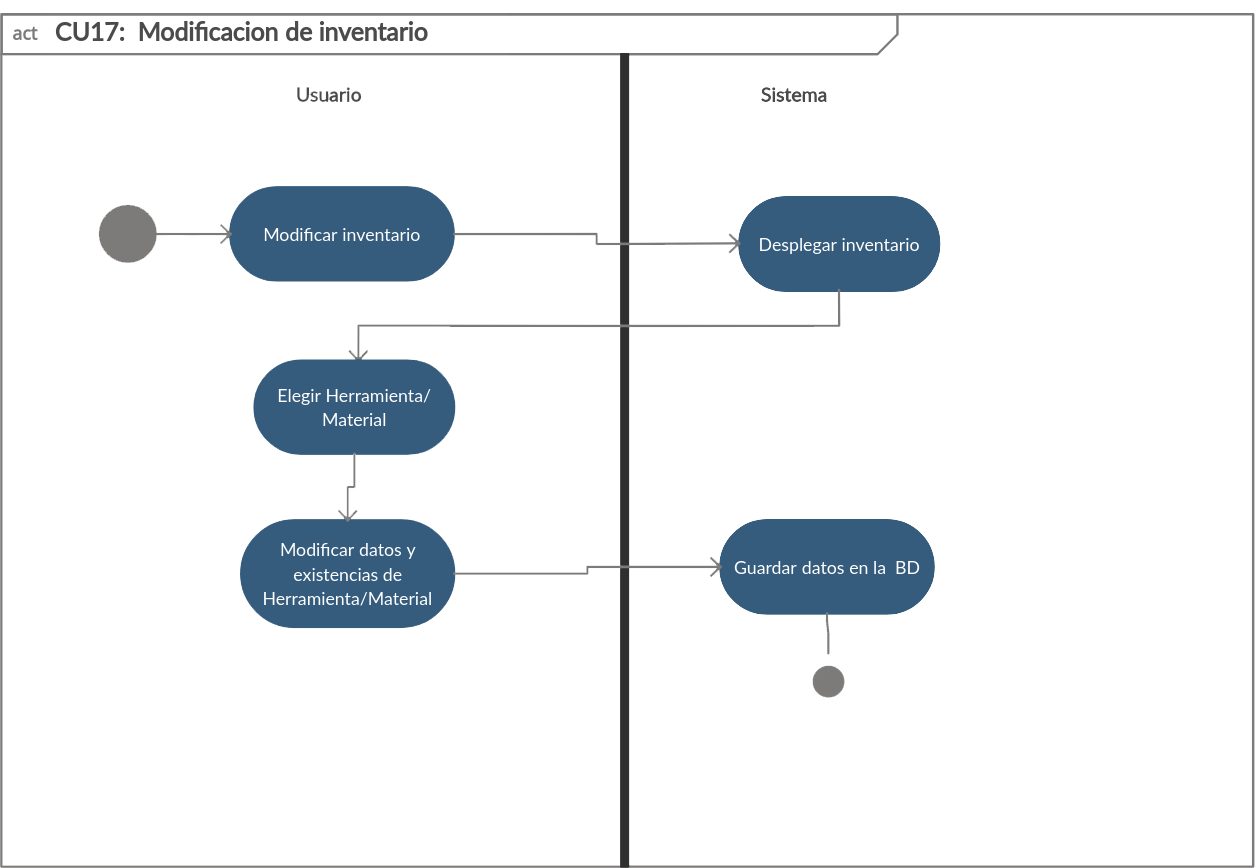 act CU17: Modificacion de inventario
Usuario
Sistema
Modificar inventario
Desplegar inventario
Elegir Herramienta/
Material
Modificar datos y
existencias de
Herramienta/Material
Guardar datos en la BD